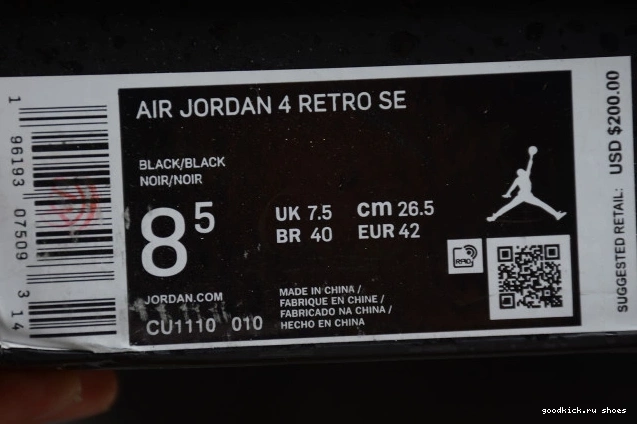 AIR JORDAN 4 RETRO SE
BLACK/BLACK
NOIR/NOIR
8 5
UK 7.5 cm 26.5
BR 40 EUR 42
JORDAN.COM
CU1110 010
MADE IN CHINA /
FABRIQUE EN CHINE /
FABRICADO NA CHINA /
HECHO EN CHINA
RFID
1 96193 07509 3 14
SUGGESTED RETAIL: USD $200.00
goodkick.ru shoes